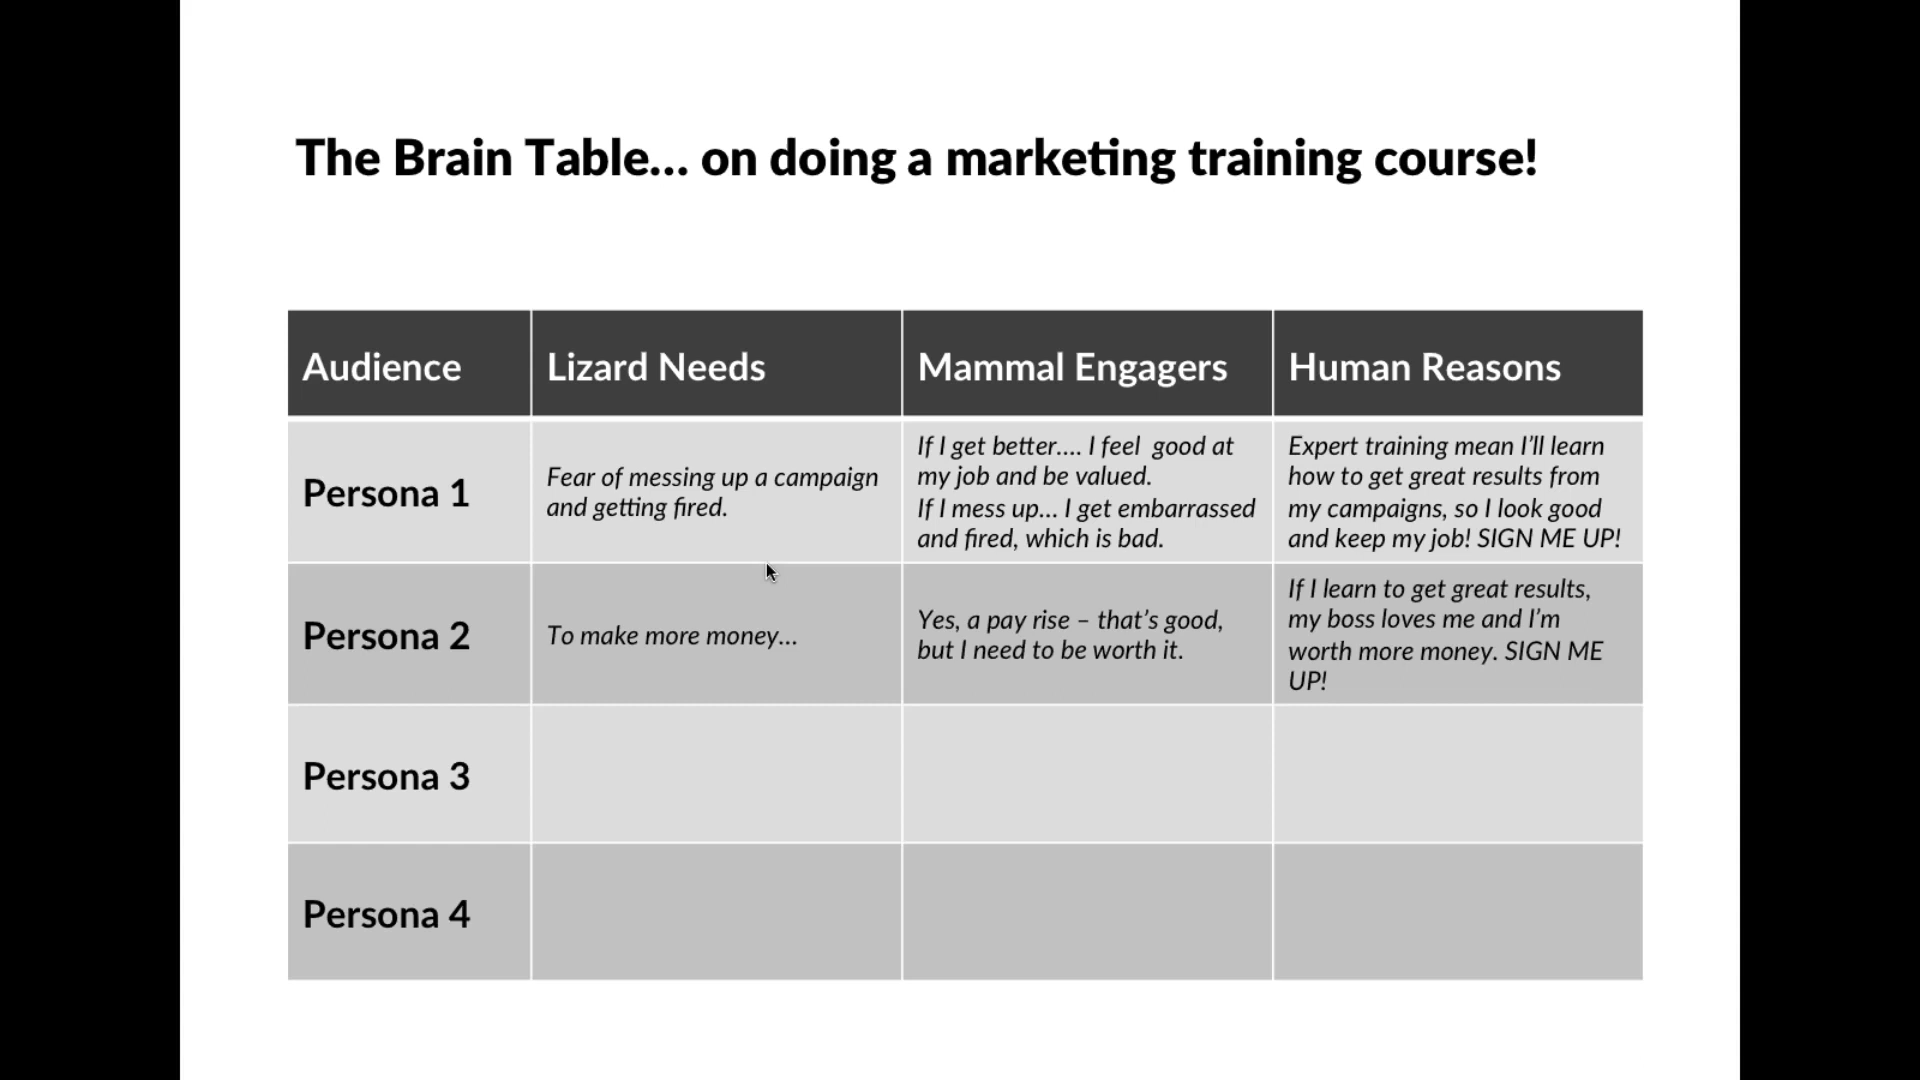 The Brain Table... on doing a marketing training course!
Audience
Lizard Needs
Mammal Engagers
Human Reasons
Persona 1
Fear of messing up a campaign
and getting fired.
If I get better.... I feel  good at
my job and be valued.
If I mess up... I get embarrassed
and fired, which is bad.
Expert training mean I’ll learn
how to get great results from
my campaigns, so I look good
and keep my job! SIGN ME UP!
Persona 2
To make more money...
Yes, a pay rise – that’s good,
but I need to be worth it.
If I learn to get great results,
my boss loves me and I’m
worth more money. SIGN ME
UP!
Persona 3
Persona 4